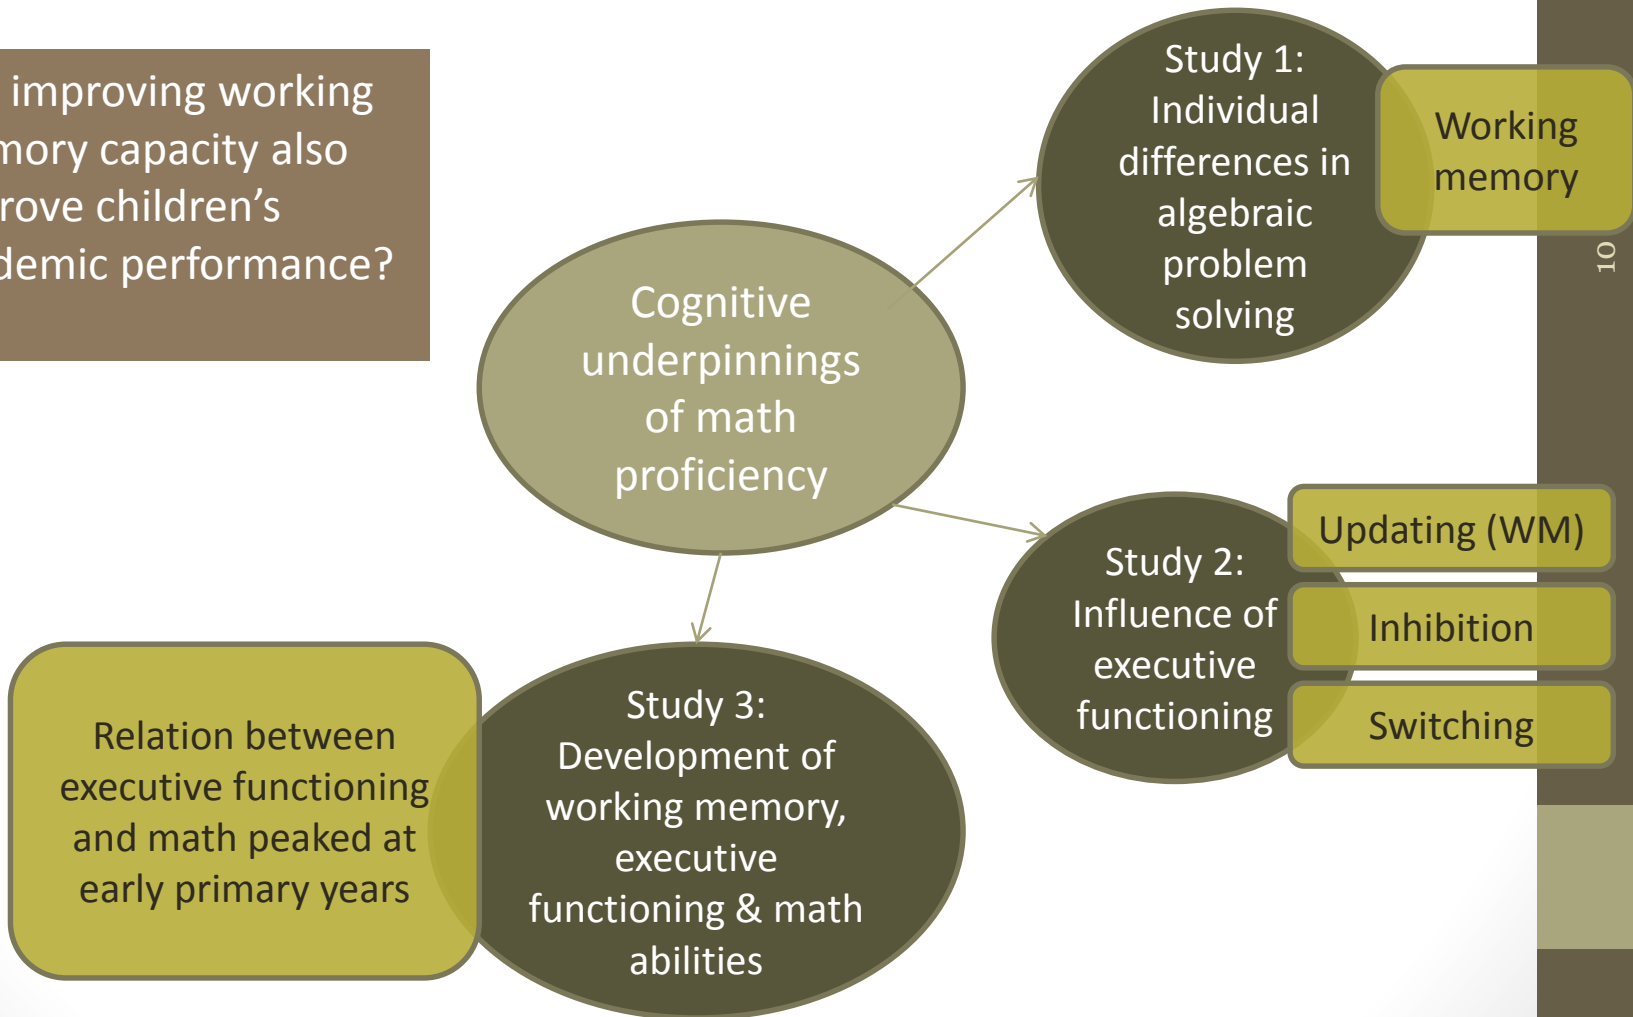 improving working
mory capacity also
rove children's
demic performance?
Cognitive
underpinnings
of math
proficiency
Study 1:
Individual
differences in
algebraic
problem
solving
Working
memory
10
Study 2:
Influence of
executive
functioning
Updating (WM)
Inhibition
Switching
Study 3:
Development of
working memory,
executive
functioning & math
abilities
Relation between
executive functioning
and math peaked at
early primary years